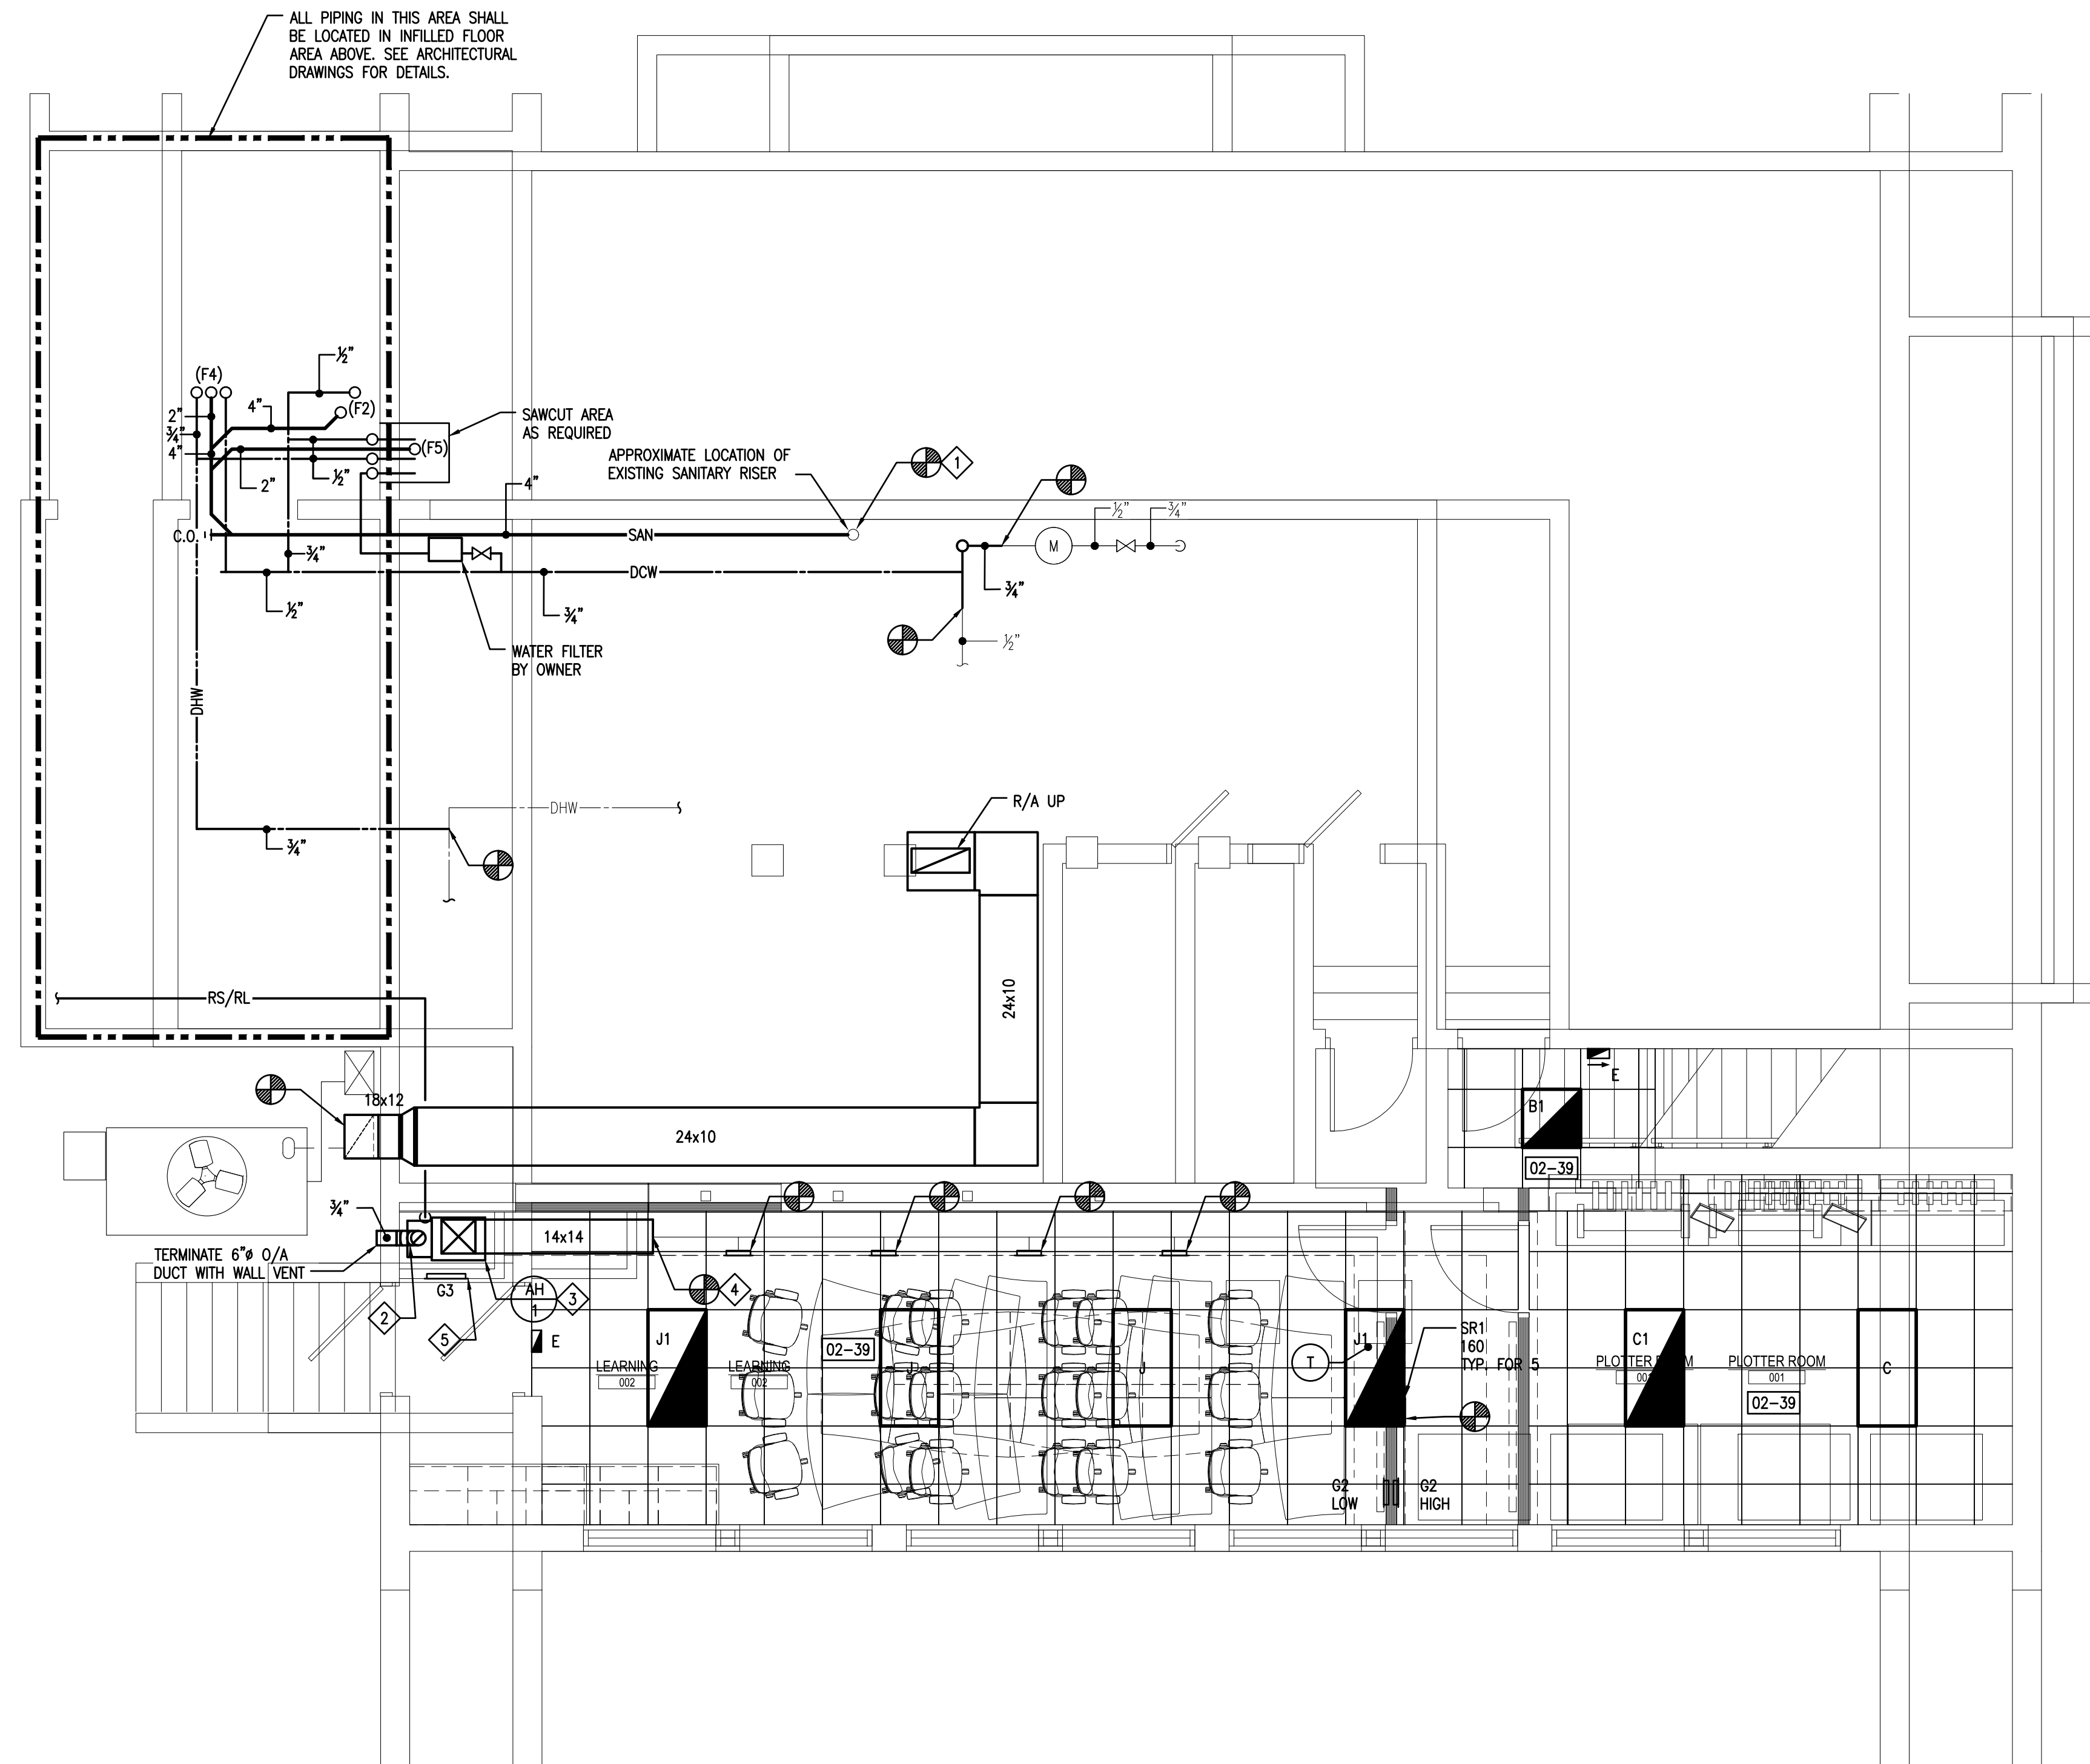 ALL PIPING IN THIS AREA SHALL
BE LOCATED IN INFILLED FLOOR
AREA ABOVE. SEE ARCHITECTURAL
DRAWINGS FOR DETAILS.
½"
(F4)
4"
(F2)
2"
¾"
4"
(F5)
½"
2"
SAWCUT AREA
AS REQUIRED
APPROXIMATE LOCATION OF
EXISTING SANITARY RISER
1
4"
½"
¾"
C.O.
SAN
M
¾"
DCW
¾"
½"
¾"
½"
WATER FILTER
BY OWNER
DHW
DHW
R/A UP
¾"
24x10
RS/RL
E
18x12
B1
24x10
02-39
¾"
14x14
TERMINATE 6"ø O/A
DUCT WITH WALL VENT
G3
AH
1
3
4
2
5
E
J1
02-39
J
J
T
J1
SR1
160
TYP. FOR 5
C1
C
LEARNING
002
LEARNING
002
PLOTTER ROOM
001
PLOTTER ROOM
001
02-39
G2
LOW
G2
HIGH